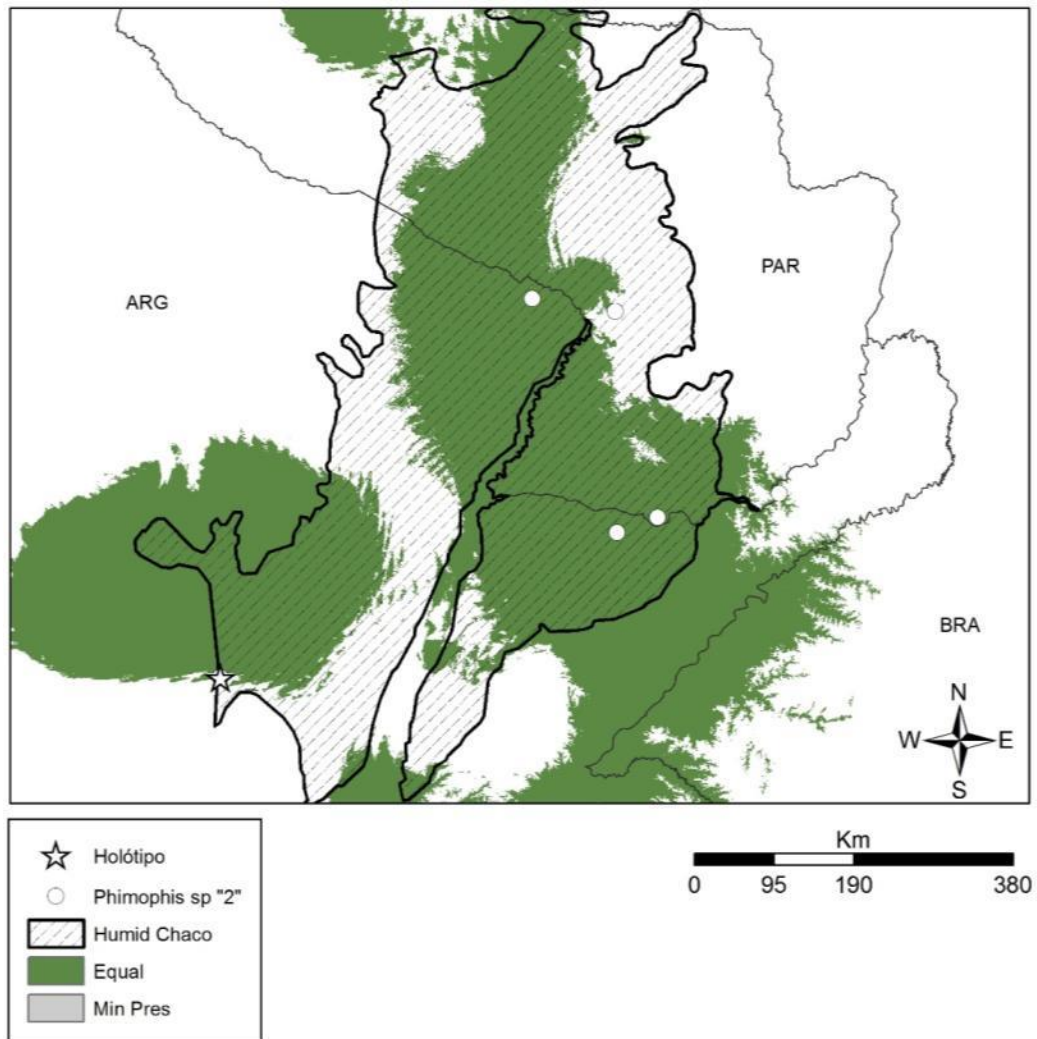 ARG
PAR
BRA
N
W E
S
Holótipo
Phimophis sp "2"
Humid Chaco
Equal
Min Pres
Km
0 95 190 380